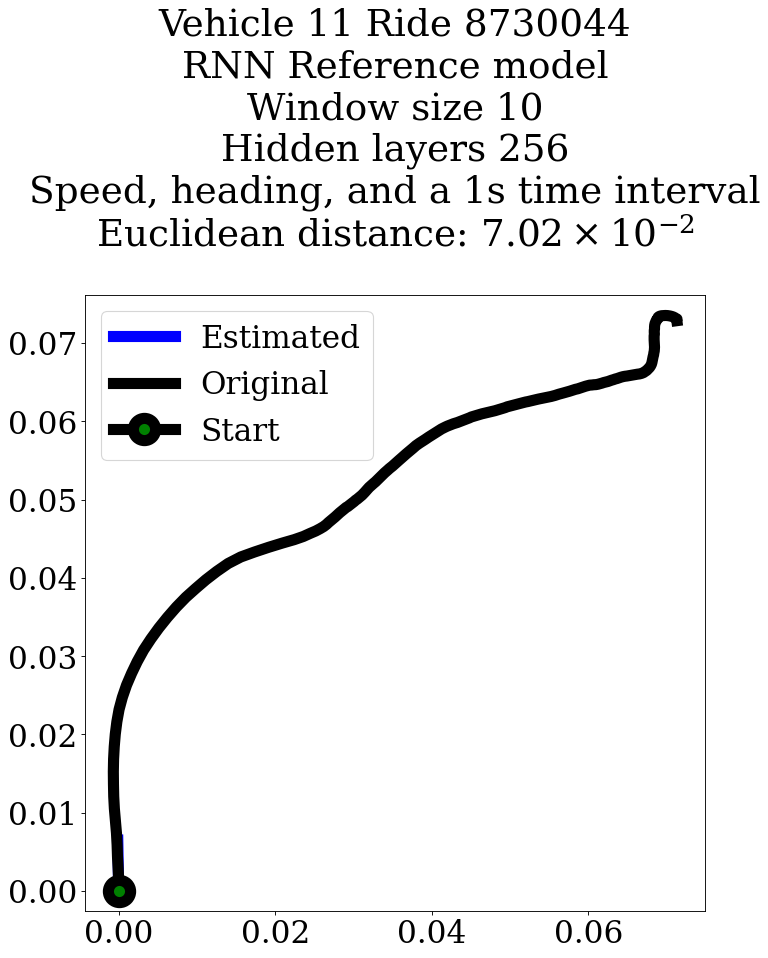 Vehicle 11 Ride 8730044
RNN Reference model
Window size 10
Hidden layers 256
Speed, heading, and a 1s time interval
Euclidean distance: 7.02 × 10⁻²
Estimated
Original
Start
0.07
0.06
0.05
0.04
0.03
0.02
0.01
0.00
0.00 0.02 0.04 0.06